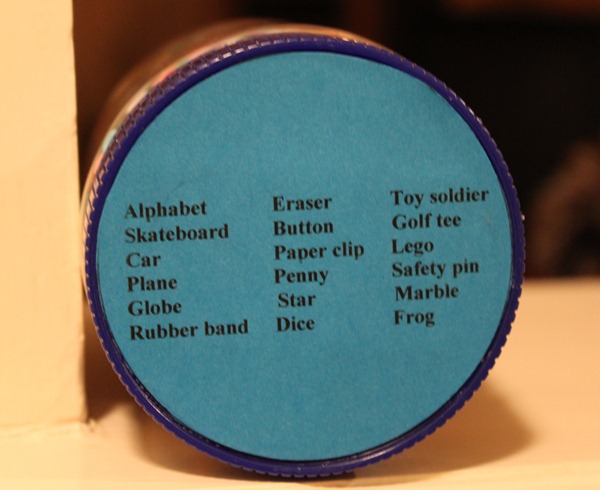 Alphabet
Skateboard
Car
Plane
Globe
Rubber band
Eraser
Button
Paper clip
Penny
Star
Dice
Toy soldier
Golf tee
Lego
Safety pin
Marble
Frog